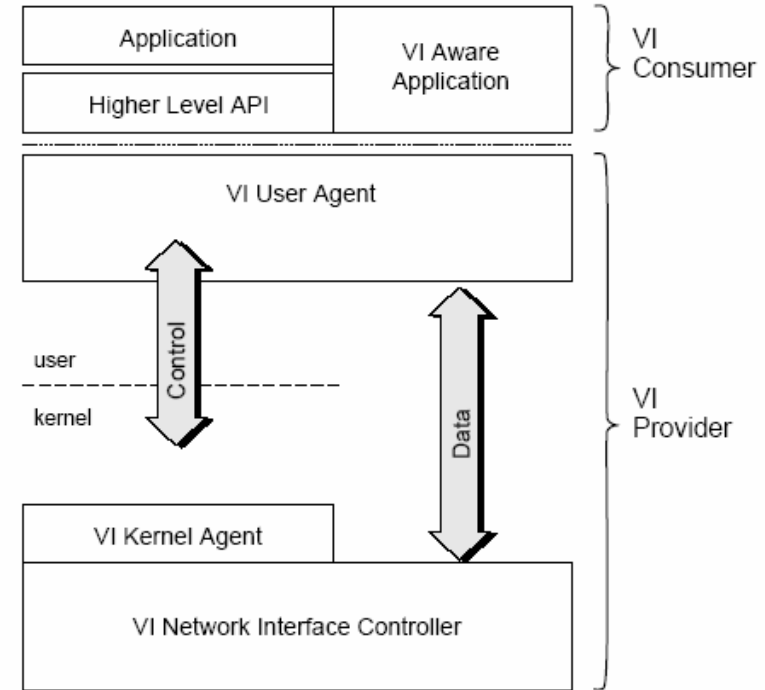 Application
Higher Level API
VI Aware
Application
VI
Consumer
VI User Agent
Control
user
kernel
Data
VI
Provider
VI Kernel Agent
VI Network Interface Controller